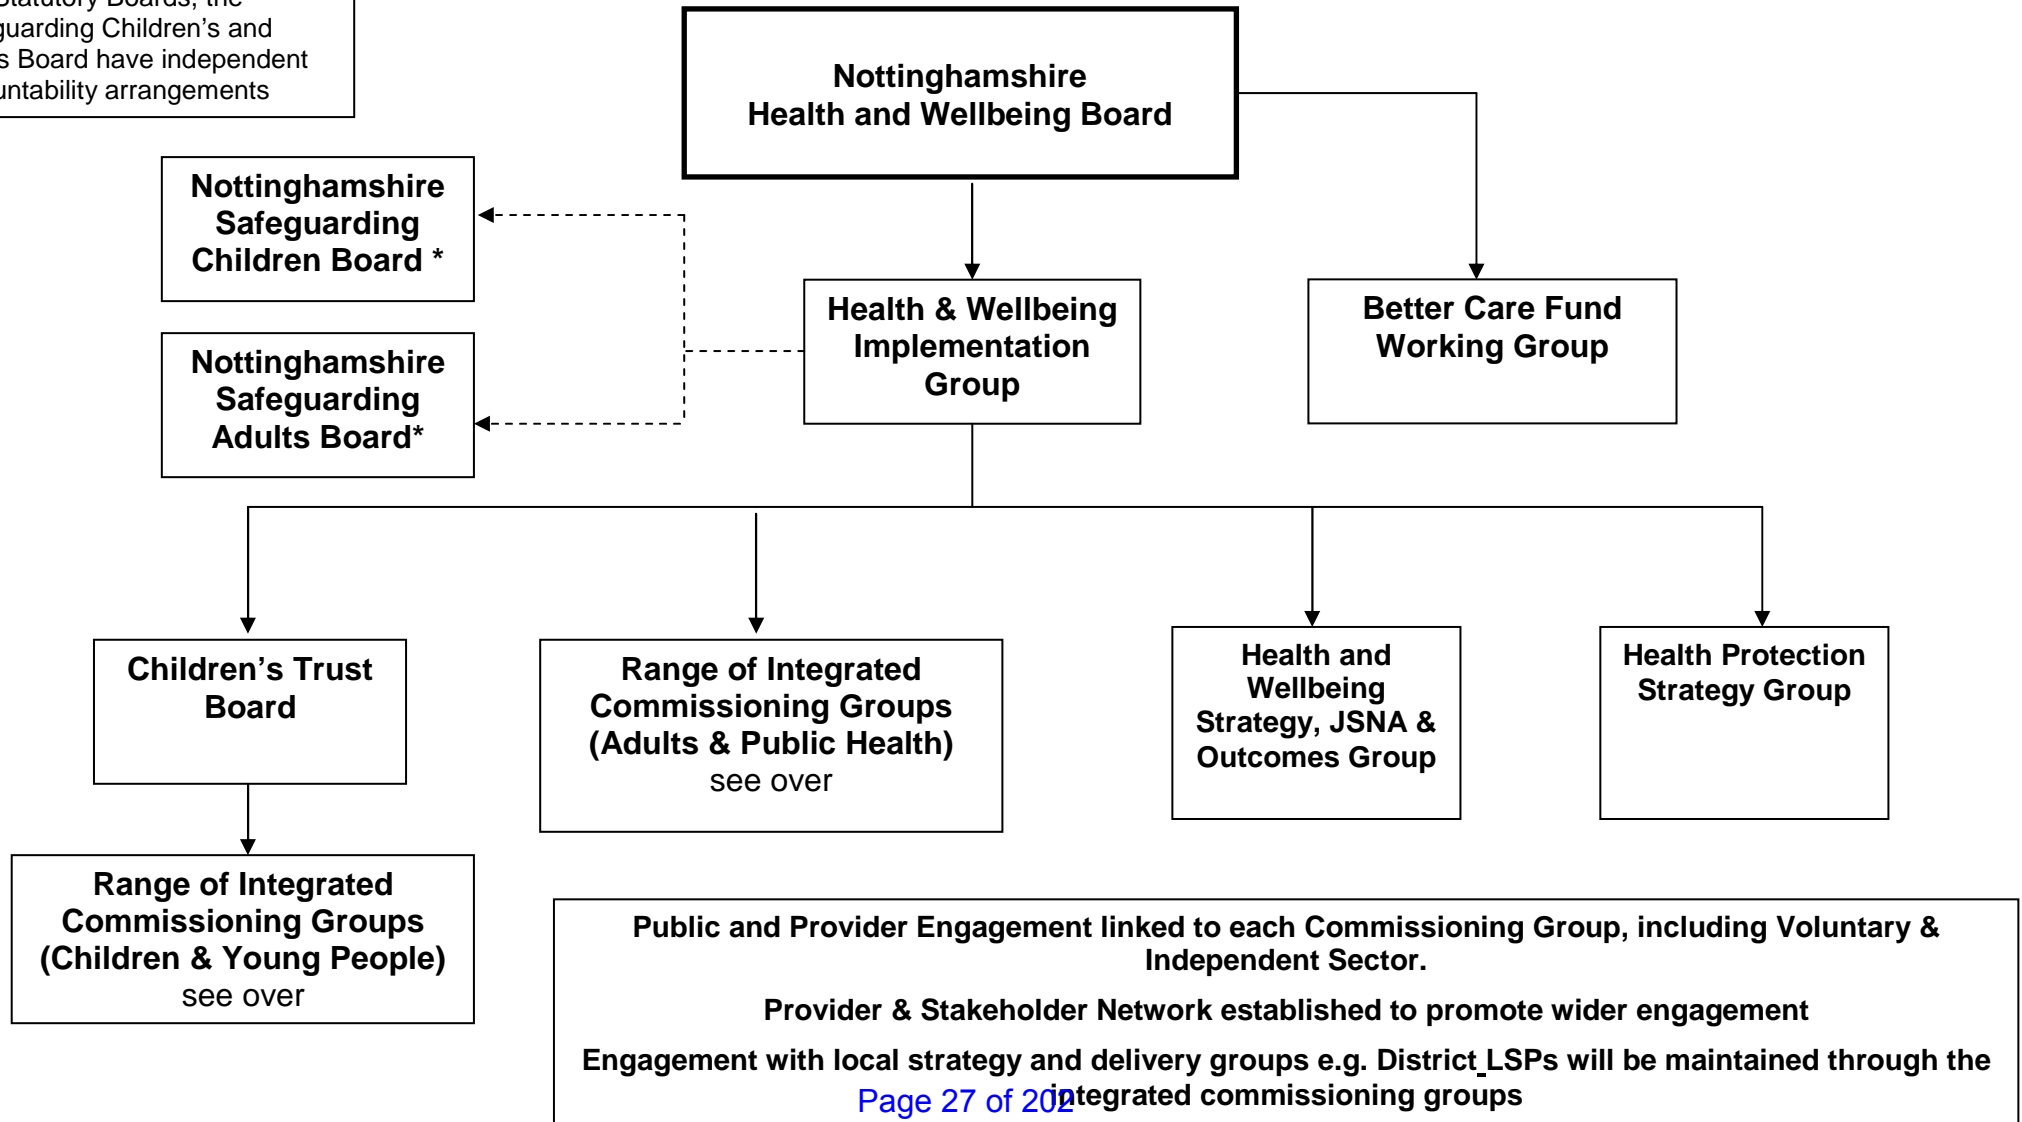 Statutory Boards, the
guarding Children's and
s Board have independent
untability arrangements
Nottinghamshire
Health and Wellbeing Board
Nottinghamshire
Safeguarding
Children Board *
Nottinghamshire
Safeguarding
Adults Board*
Health & Wellbeing
Implementation
Group
Better Care Fund
Working Group
Children’s Trust
Board
Range of Integrated
Commissioning Groups
(Adults & Public Health)
see over
Health and
Wellbeing
Strategy, JSNA &
Outcomes Group
Health Protection
Strategy Group
Range of Integrated
Commissioning Groups
(Children & Young People)
see over
Public and Provider Engagement linked to each Commissioning Group, including Voluntary &
Independent Sector.
Provider & Stakeholder Network established to promote wider engagement
Engagement with local strategy and delivery groups e.g. District LSPs will be maintained through the
integrated commissioning groups
Page 27 of 202